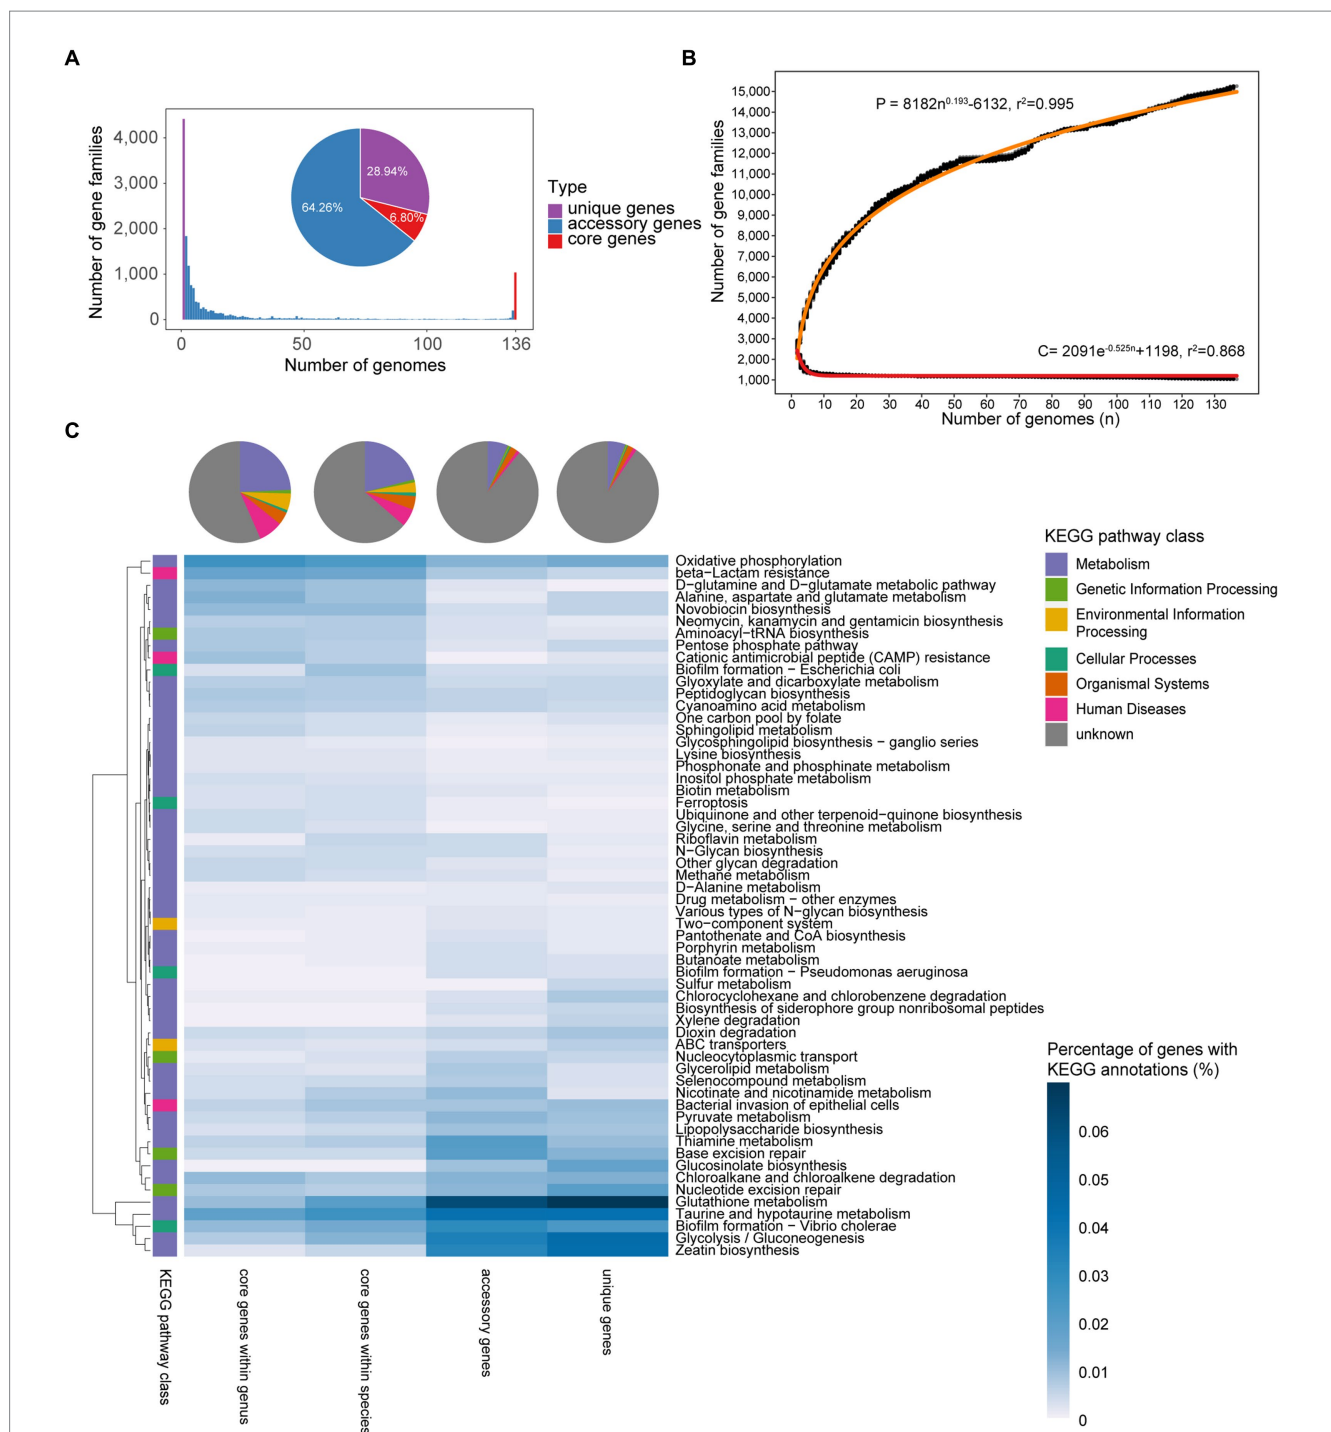 A
Number of gene families
4,000
3,000
2,000
1,000
0
0
50
100
136
Number of genomes
28.94%
64.26%
6.80%
Type
unique genes
accessory genes
core genes
B
Number of gene families
15,000
14,000
13,000
12,000
11,000
10,000
9,000
8,000
7,000
6,000
5,000
4,000
3,000
2,000
1,000
P = 8182n^0.193-6132, r²=0.995
C= 2091e^-0.525n+1198, r²=0.868
0 10 20 30 40 50 60 70 80 90 100 110 120 130
Number of genomes (n)
C
Oxidative phosphorylation
beta−Lactam resistance
D−glutamine and D−glutamate metabolic pathway
Alanine, aspartate and glutamate metabolism
Novobiocin biosynthesis
Neomycin, kanamycin and gentamicin biosynthesis
Aminoacyl−tRNA biosynthesis
Pentose phosphate pathway
Cationic antimicrobial peptide (CAMP) resistance
Biofilm formation − Escherichia coli
Glyoxylate and dicarboxylate metabolism
Peptidoglycan biosynthesis
Cyanoamino acid metabolism
One carbon pool by folate
Sphingolipid metabolism
Glycosphingolipid biosynthesis − ganglio series
Lysine biosynthesis
Phosphonate and phosphinate metabolism
Inositol phosphate metabolism
Biotin metabolism
Ferroptosis
Ubiquinone and other terpenoid−quinone biosynthesis
Glycine, serine and threonine metabolism
Riboflavin metabolism
N−Glycan biosynthesis
Other glycan degradation
Methane metabolism
D−Alanine metabolism
Drug metabolism − other enzymes
Various types of N−glycan biosynthesis
Two−component system
Pantothenate and CoA biosynthesis
Porphyrin metabolism
Butanoate metabolism
Biofilm formation − Pseudomonas aeruginosa
Sulfur metabolism
Chlorocyclohexane and chlorobenzene degradation
Biosynthesis of siderophore group nonribosomal peptides
Xylene degradation
Dioxin degradation
ABC transporters
Nucleocytoplasmic transport
Glycerolipid metabolism
Selenocompound metabolism
Nicotinate and nicotinamide metabolism
Bacterial invasion of epithelial cells
Pyruvate metabolism
Lipopolysaccharide biosynthesis
Thiamine metabolism
Base excision repair
Glucosinolate biosynthesis
Chloroalkane and chloroalkene degradation
Nucleotide excision repair
Glutathione metabolism
Taurine and hypotaurine metabolism
Biofilm formation − Vibrio cholerae
Glycolysis / Gluconeogenesis
Zeatin biosynthesis
KEGG pathway class
core genes within genus
core genes within species
accessory genes
unique genes
KEGG pathway class
Metabolism
Genetic Information Processing
Environmental Information
Processing
Cellular Processes
Organismal Systems
Human Diseases
unknown
Percentage of genes with
KEGG annotations (%)
0.06
0.05
0.04
0.03
0.02
0.01
0